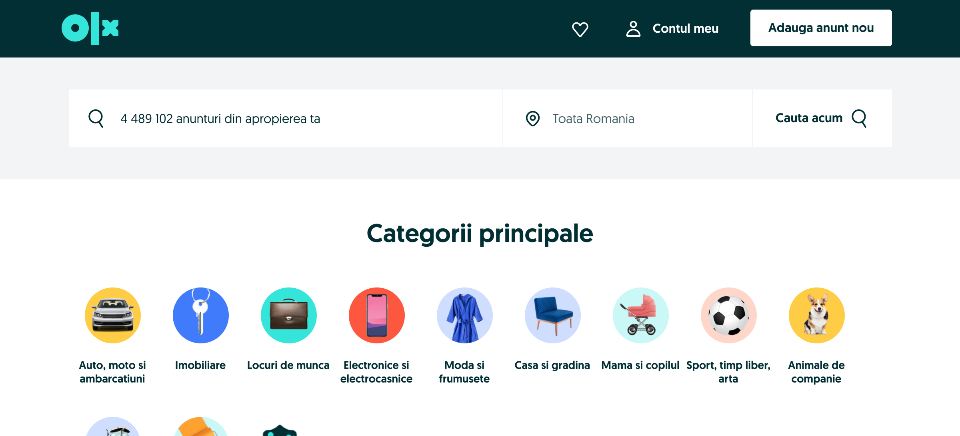 olx
Contul meu
Adauga anunt nou
4 489 102 anunturi din apropierea ta
Toata Romania
Cauta acum
Categorii principale
Auto, moto si
ambarcatiuni
Imobiliare
Locuri de munca
Electronice si
electrocasnice
Moda si
frumusete
Casa si gradina
Mama si copilul
Sport, timp liber,
arta
Animale de
companie